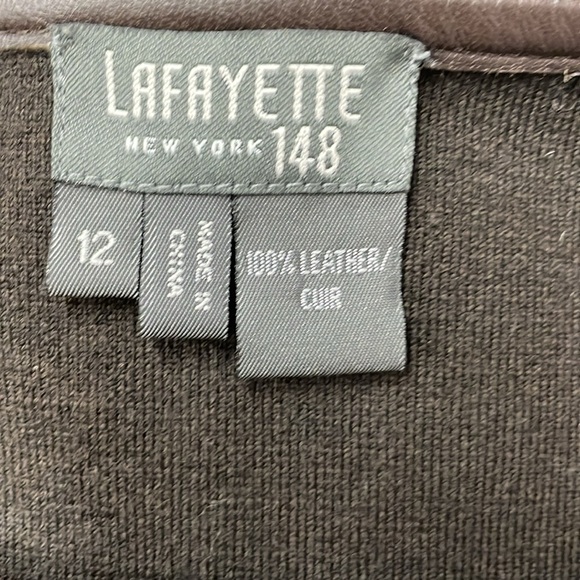 LAFAYETTE
NEW YORK 148
12
MADE IN
CHINA
100% LEATHER/
CUIR